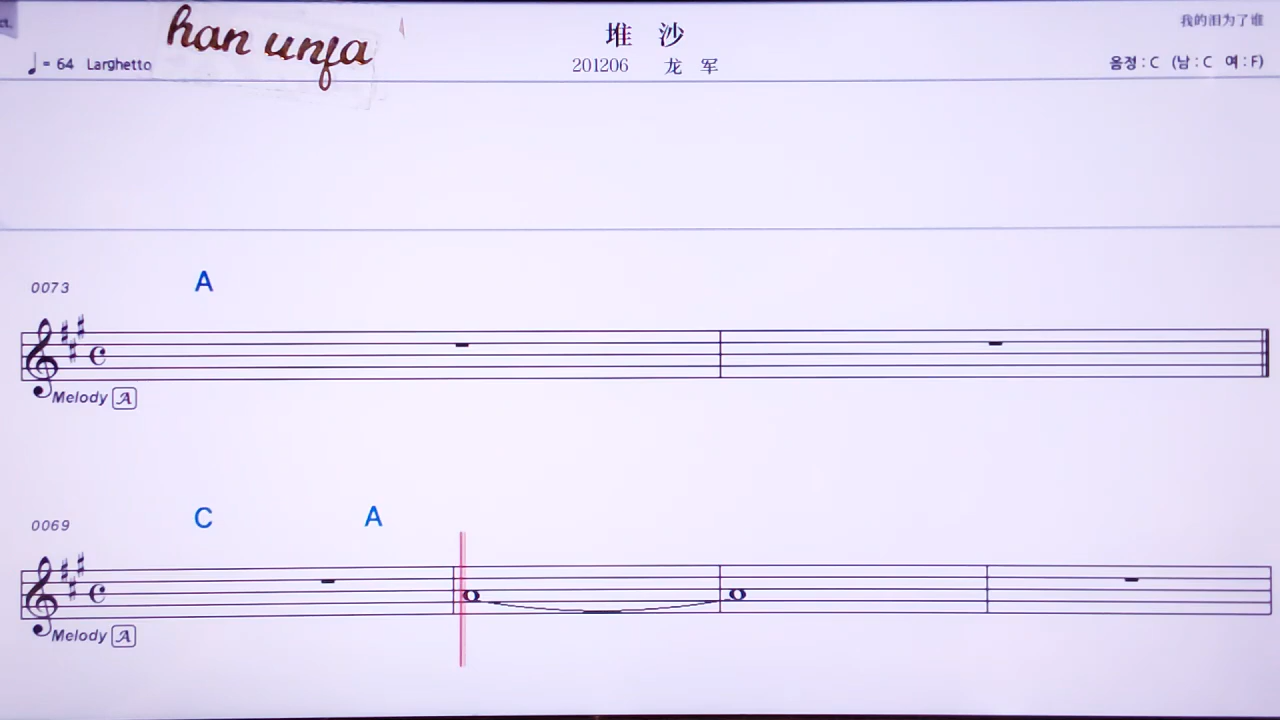 han unfa
堆 沙
我的泪为了谁
♩= 64 Larghetto
201206 龙 军
음정 : C (남 : C 여 : F)
0073
A
Melody A
0069
C A
Melody A